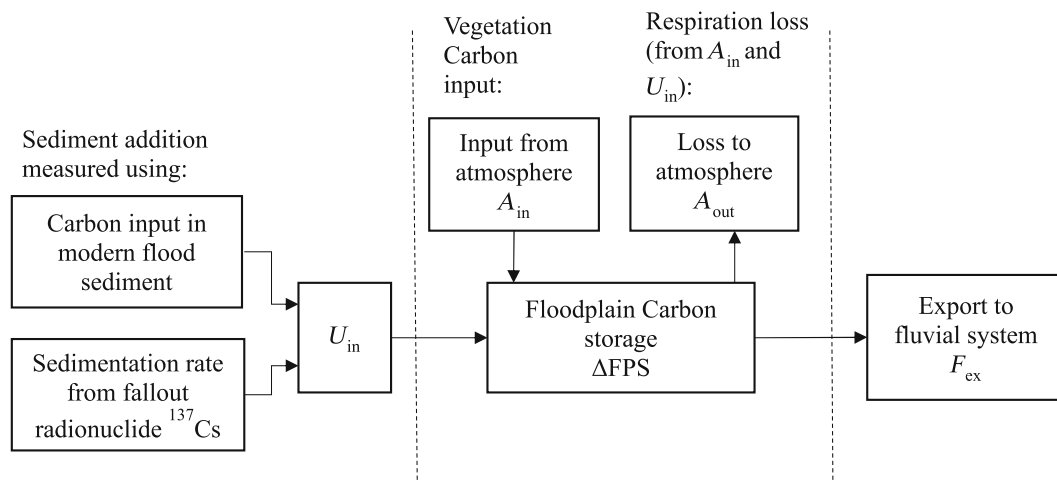 Sediment addition
measured using:
Carbon input in
modern flood
sediment
Sedimentation rate
from fallout
radionuclide ¹³⁷Cs
U_in
Vegetation
Carbon
input:
Input from
atmosphere
A_in
Respiration loss
(from A_in and
U_in):
Loss to
atmosphere
A_out
Floodplain Carbon
storage
ΔFPS
Export to
fluvial system
F_ex